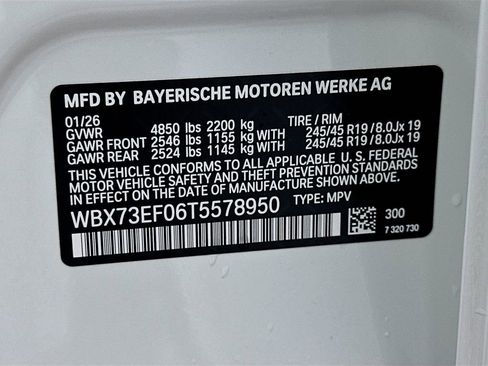 MFD BY BAYERISCHE MOTOREN WERKE AG
01/26 TIRE / RIM
GVWR 4850 lbs 2200 kg
GAWR FRONT 2546 lbs 1155 kg WITH 245/45 R19 / 8.0Jx 19
GAWR REAR 2524 lbs 1145 kg WITH 245/45 R19 / 8.0Jx 19
THIS VEHICLE CONFORMS TO ALL APPLICABLE U. S. FEDERAL
MOTOR VEHICLE SAFETY AND THEFT PREVENTION STANDARDS
IN EFFECT ON THE DATE OF MANUFACTURE SHOWN ABOVE.
WBX73EF06T5578950 TYPE: MPV
300
7 320 730